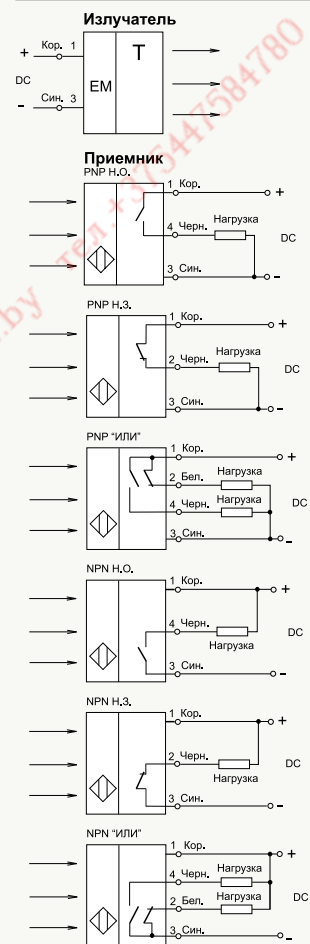 Излучатель
+ Кор. 1
T
DC
EM
- Син. 3
Приемник
PNP Н.О.
1 Кор. +
4 Черн. Нагрузка
DC
3 Син. -
PNP Н.З.
1 Кор. +
2 Черн. Нагрузка
DC
3 Син. -
PNP "ИЛИ"
1 Кор. +
2 Бел. Нагрузка
4 Черн. Нагрузка
DC
3 Син. -
NPN Н.О.
1 Кор. +
4 Черн.
DC
Нагрузка
3 Син. -
NPN Н.З.
1 Кор. +
2 Черн.
DC
Нагрузка
3 Син. -
NPN "ИЛИ"
1 Кор. +
4 Черн. Нагрузка
2 Бел. Нагрузка
DC
3 Син. -
.by тел.+375447584780